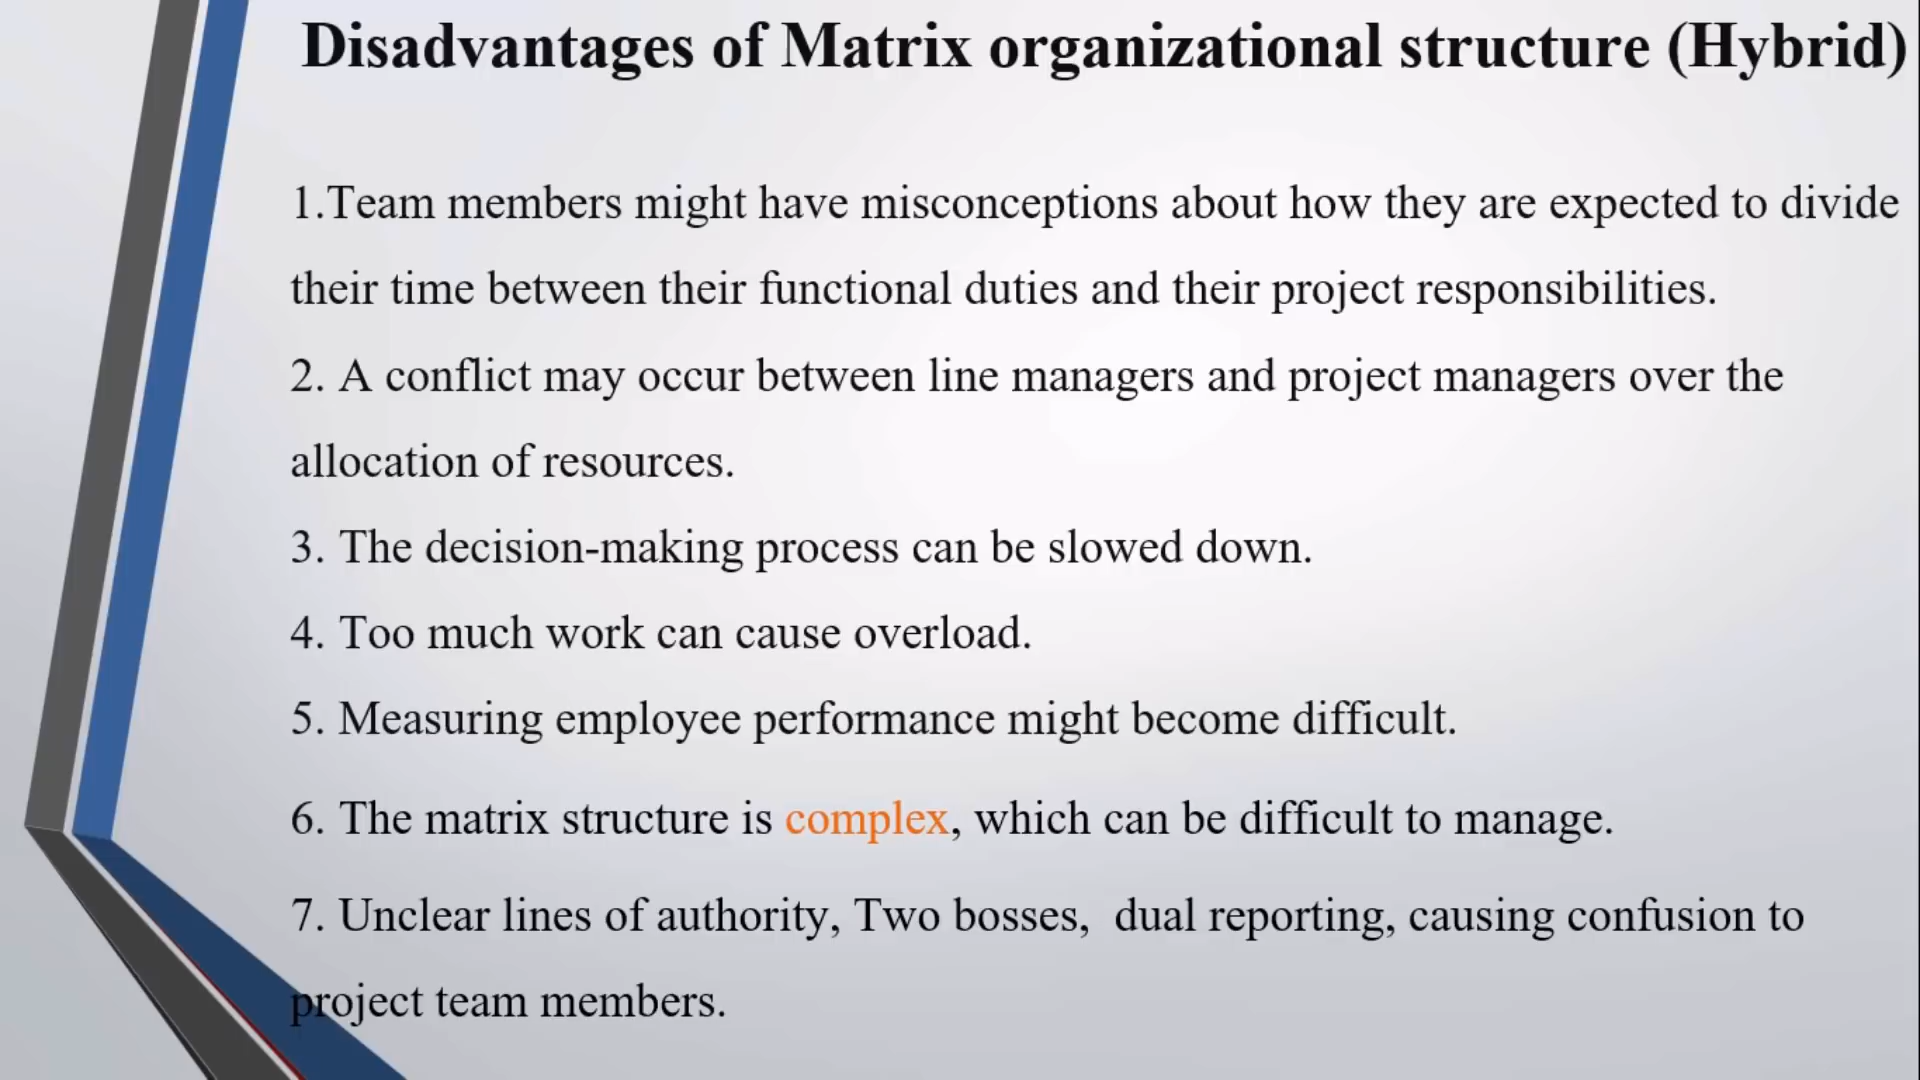 Disadvantages of Matrix organizational structure (Hybrid)
1.Team members might have misconceptions about how they are expected to divide
their time between their functional duties and their project responsibilities.
2. A conflict may occur between line managers and project managers over the
allocation of resources.
3. The decision-making process can be slowed down.
4. Too much work can cause overload.
5. Measuring employee performance might become difficult.
6. The matrix structure is complex, which can be difficult to manage.
7. Unclear lines of authority, Two bosses,  dual reporting, causing confusion to
project team members.